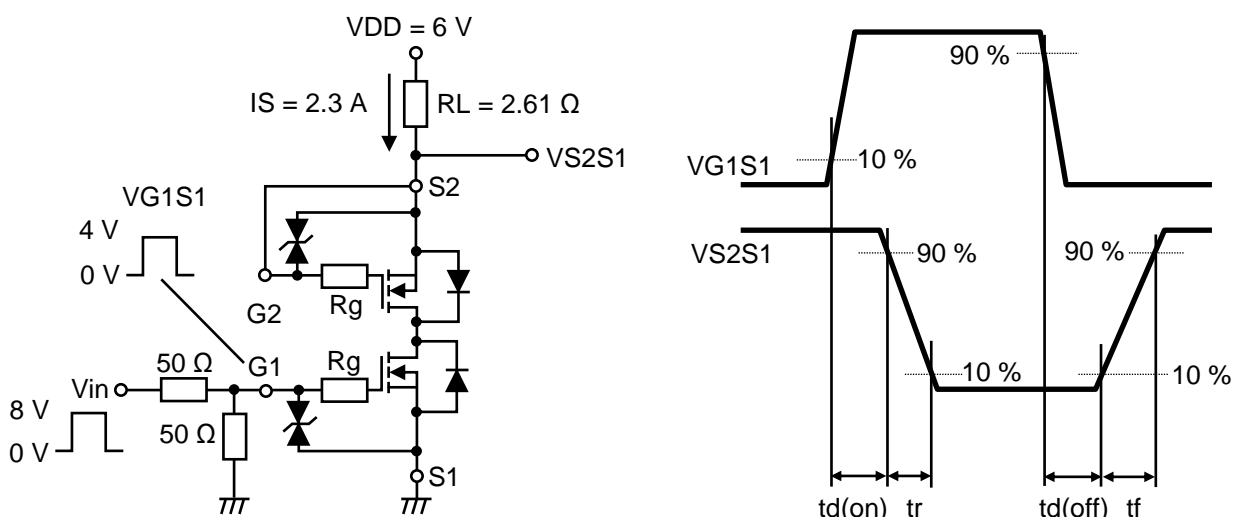 VDD = 6 V
IS = 2.3 A
RL = 2.61 Ω
VS2S1
S2
VG1S1
4 V
0 V
G2
Rg
Rg
G1
50 Ω
Vin
8 V
50 Ω
0 V
S1
90 %
VG1S1
10 %
VS2S1
90 %
90 %
10 %
10 %
td(on) tr td(off) tf